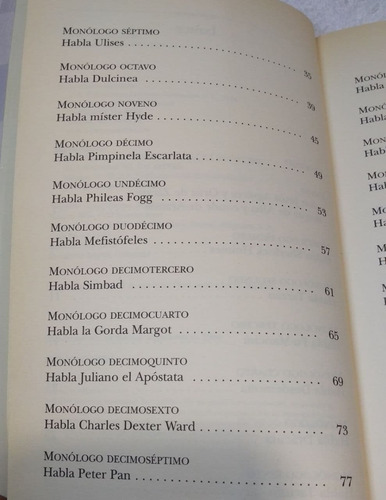 MONÓLOGO SÉPTIMO
Habla Ulises . . . . . . . . . . . . . . . . . . . . 35
MONÓLOGO OCTAVO
Habla Dulcinea . . . . . . . . . . . . . . . . . . 39
MONÓLOGO NOVENO
Habla míster Hyde . . . . . . . . . . . . . . . 45
MONÓLOGO DÉCIMO
Habla Pimpinela Escarlata . . . . . . . . . . . . 49
MONÓLOGO UNDÉCIMO
Habla Phileas Fogg . . . . . . . . . . . . . . . 53
MONÓLOGO DUODÉCIMO
Habla Mefistófeles . . . . . . . . . . . . . . . 57
MONÓLOGO DECIMOTERCERO
Habla Simbad . . . . . . . . . . . . . . . . . . 61
MONÓLOGO DECIMOCUARTO
Habla la Gorda Margot . . . . . . . . . . . . . 65
MONÓLOGO DECIMOQUINTO
Habla Juliano el Apóstata . . . . . . . . . . . 69
MONÓLOGO DECIMOSEXTO
Habla Charles Dexter Ward . . . . . . . . . . 73
MONÓLOGO DECIMOSÉPTIMO
Habla Peter Pan . . . . . . . . . . . . . . . . 77